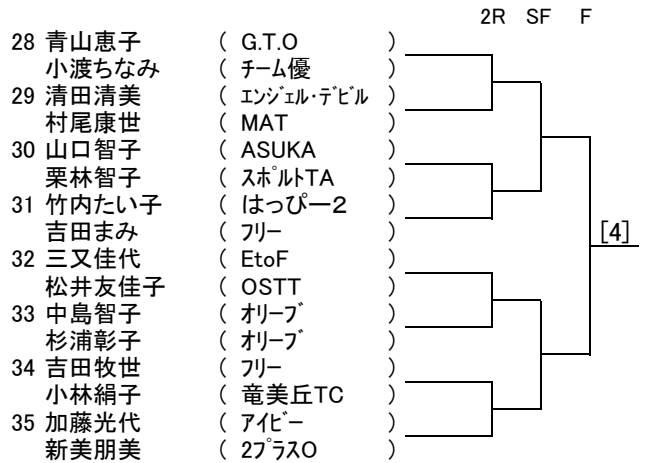 2R SF F
28 青山恵子 ( G.T.O )
小渡ちなみ ( チーム優 )
29 清田清美 ( ｴﾝｼﾞｪﾙ・ﾃﾞﾋﾞﾙ )
村尾康世 ( MAT )
30 山口智子 ( ASUKA )
栗林智子 ( ｽﾎﾟﾙﾄTA )
31 竹内たい子 ( はっぴー２ )
吉田まみ ( ﾌﾘｰ )
[4]
32 三又佳代 ( EtoF )
松井友佳子 ( OSTT )
33 中島智子 ( ｵﾘｰﾌﾞ )
杉浦彰子 ( ｵﾘｰﾌﾞ )
34 吉田牧世 ( ﾌﾘｰ )
小林絹子 ( 竜美丘TC )
35 加藤光代 ( ｱｲﾋﾞｰ )
新美朋美 ( 2ﾌﾟﾗｽO )